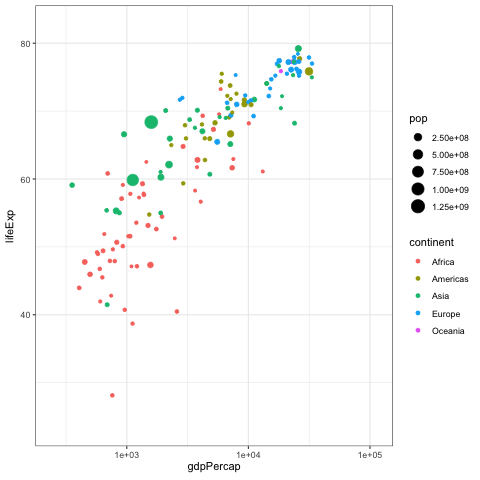 80
60
40
lifeExp
1e+03
1e+04
1e+05
gdpPercap
pop
2.50e+08
5.00e+08
7.50e+08
1.00e+09
1.25e+09
continent
Africa
Americas
Asia
Europe
Oceania